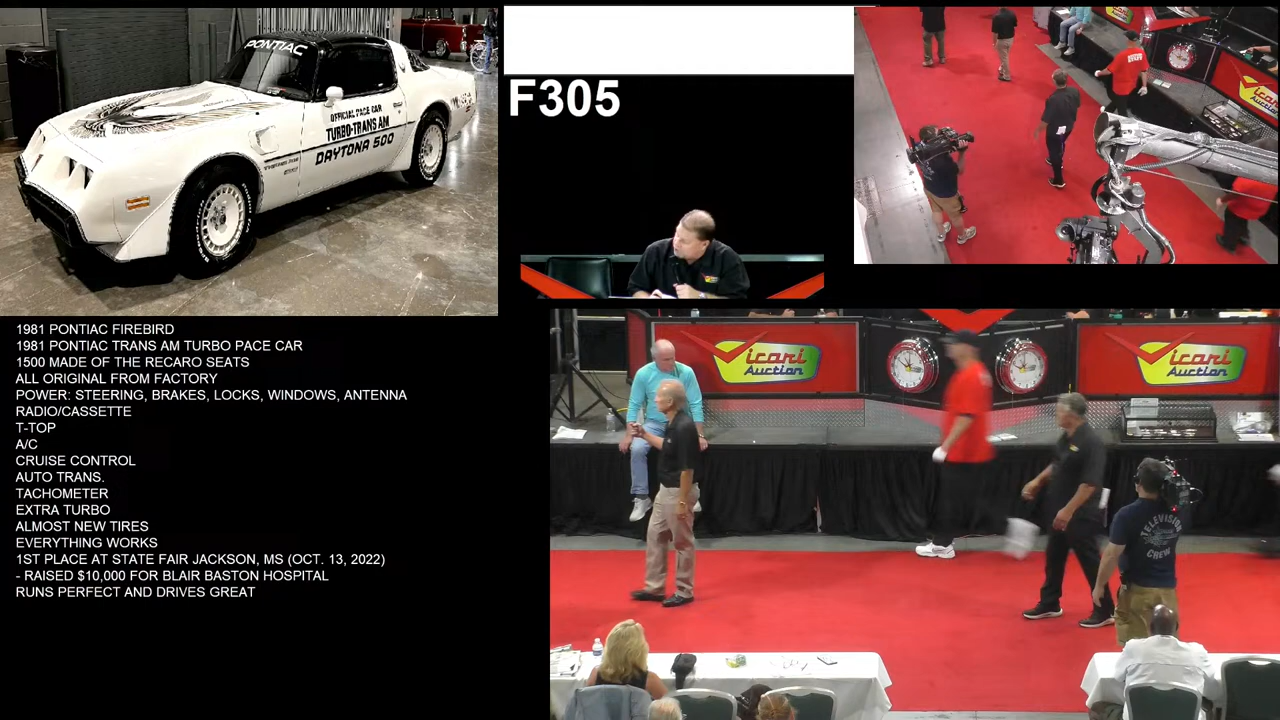 PONTIAC
OFFICIAL PACE CAR
TURBO-TRANS AM
DAYTONA 500
F305
Vicari
Auction
1981 PONTIAC FIREBIRD
1981 PONTIAC TRANS AM TURBO PACE CAR
1500 MADE OF THE RECARO SEATS
ALL ORIGINAL FROM FACTORY
POWER: STEERING, BRAKES, LOCKS, WINDOWS, ANTENNA
RADIO/CASSETTE
T-TOP
A/C
CRUISE CONTROL
AUTO TRANS.
TACHOMETER
EXTRA TURBO
ALMOST NEW TIRES
EVERYTHING WORKS
1ST PLACE AT STATE FAIR JACKSON, MS (OCT. 13, 2022)
- RAISED $10,000 FOR BLAIR BASTON HOSPITAL
RUNS PERFECT AND DRIVES GREAT
Vicari
Auction
Vicari
Auction
TELEVISION
CREW